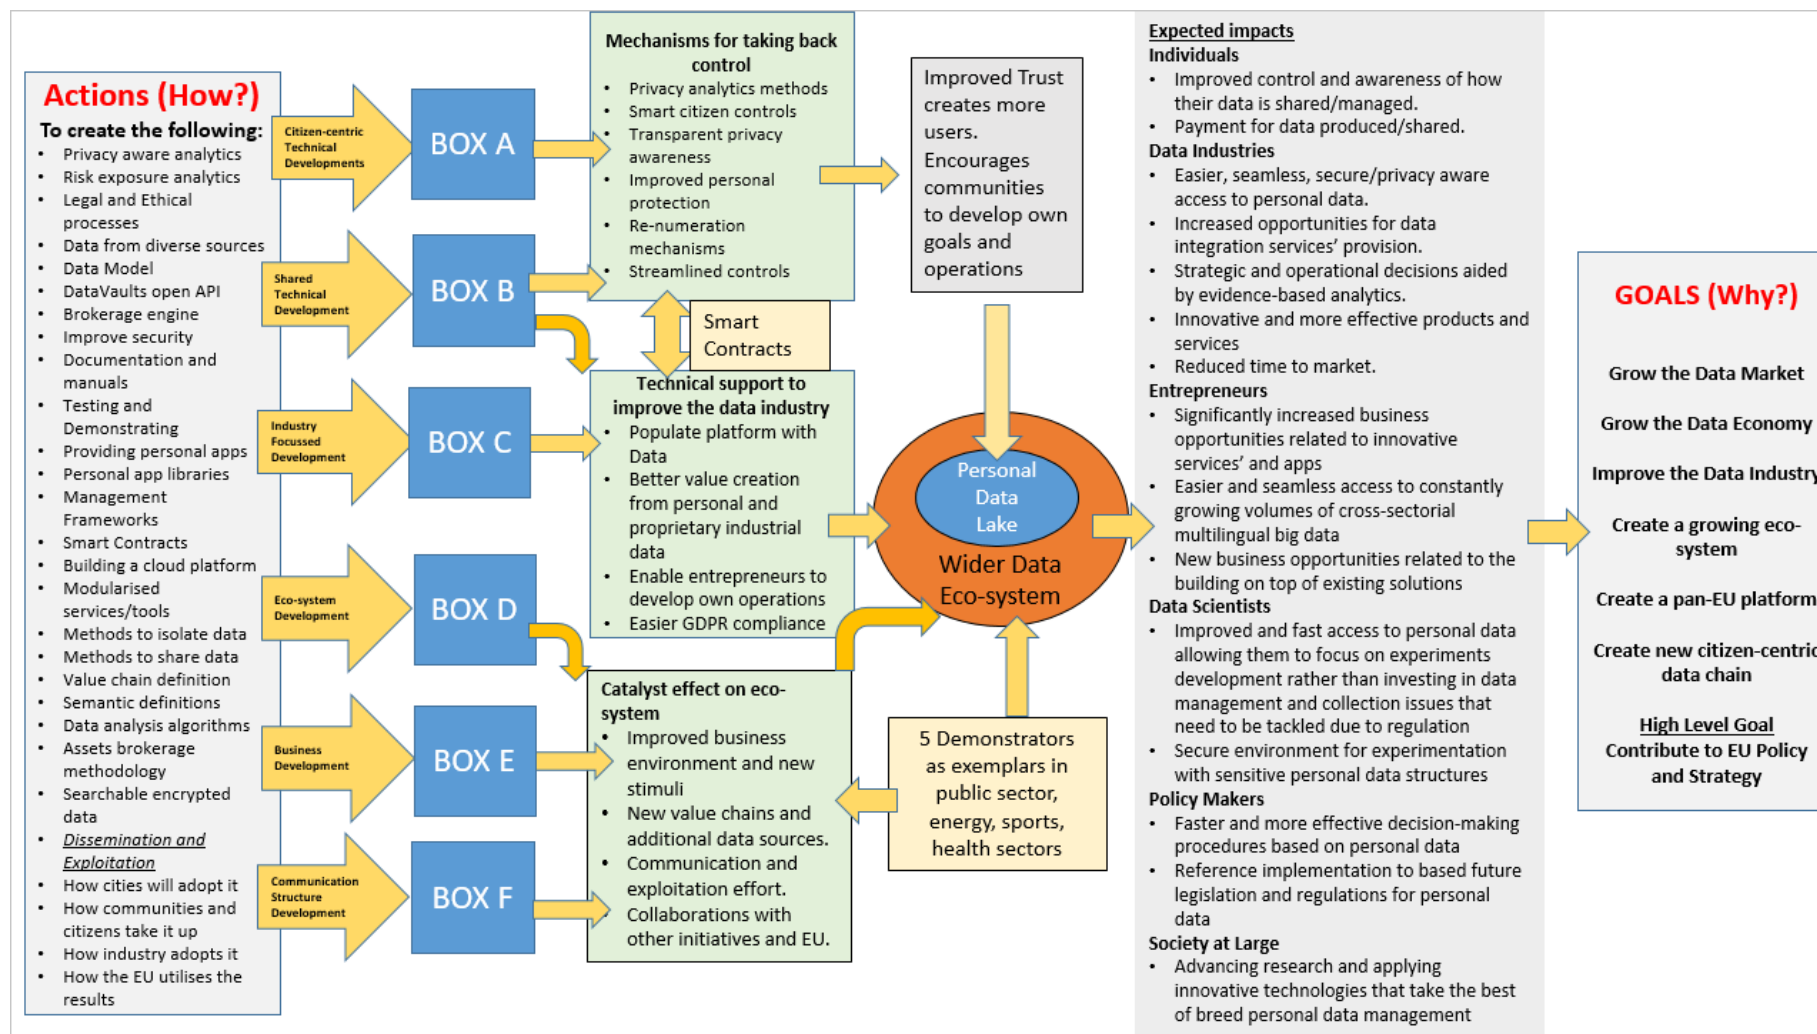 Actions (How?)
To create the following:
• Privacy aware analytics
• Risk exposure analytics
• Legal and Ethical
processes
• Data from diverse sources
• Data Model
• DataVaults open API
• Brokerage engine
• Improve security
• Documentation and
manuals
• Testing and
Demonstrating
• Providing personal apps
• Personal app libraries
• Management
Frameworks
• Smart Contracts
• Building a cloud platform
• Modularised
services/tools
• Methods to isolate data
• Methods to share data
• Value chain definition
• Semantic definitions
• Data analysis algorithms
• Assets brokerage
methodology
• Searchable encrypted
data
• Dissemination and
Exploitation
• How cities will adopt it
• How communities and
citizens take it up
• How industry adopts it
• How the EU utilises the
results
Citizen-centric
Technical
Developments
Shared
Technical
Development
Industry
Focussed
Development
Eco-system
Development
Business
Development
Communication
Structure
Development
BOX A
BOX B
BOX C
BOX D
BOX E
BOX F
Mechanisms for taking back
control
• Privacy analytics methods
• Smart citizen controls
• Transparent privacy
awareness
• Improved personal
protection
• Re-numeration
mechanisms
• Streamlined controls
Smart
Contracts
Technical support to
improve the data industry
• Populate platform with
Data
• Better value creation
from personal and
proprietary industrial
data
• Enable entrepreneurs to
develop own operations
• Easier GDPR compliance
Catalyst effect on eco-
system
• Improved business
environment and new
stimuli
• New value chains and
additional data sources.
• Communication and
exploitation effort.
• Collaborations with
other initiatives and EU.
Improved Trust
creates more
users.
Encourages
communities
to develop own
goals and
operations
Personal
Data
Lake
Wider Data
Eco-system
5 Demonstrators
as exemplars in
public sector,
energy, sports,
health sectors
Expected impacts
Individuals
• Improved control and awareness of how
their data is shared/managed.
• Payment for data produced/shared.
Data Industries
• Easier, seamless, secure/privacy aware
access to personal data.
• Increased opportunities for data
integration services’ provision.
• Strategic and operational decisions aided
by evidence-based analytics.
• Innovative and more effective products and
services
• Reduced time to market.
Entrepreneurs
• Significantly increased business
opportunities related to innovative
services’ and apps
• Easier and seamless access to constantly
growing volumes of cross-sectorial
multilingual big data
• New business opportunities related to the
building on top of existing solutions
Data Scientists
• Improved and fast access to personal data
allowing them to focus on experiments
development rather than investing in data
management and collection issues that
need to be tackled due to regulation
• Secure environment for experimentation
with sensitive personal data structures
Policy Makers
• Faster and more effective decision-making
procedures based on personal data
• Reference implementation to based future
legislation and regulations for personal
data
Society at Large
• Advancing research and applying
innovative technologies that take the best
of breed personal data management
GOALS (Why?)
Grow the Data Market
Grow the Data Economy
Improve the Data Industry
Create a growing eco-
system
Create a pan-EU platform
Create new citizen-centric
data chain
High Level Goal
Contribute to EU Policy
and Strategy